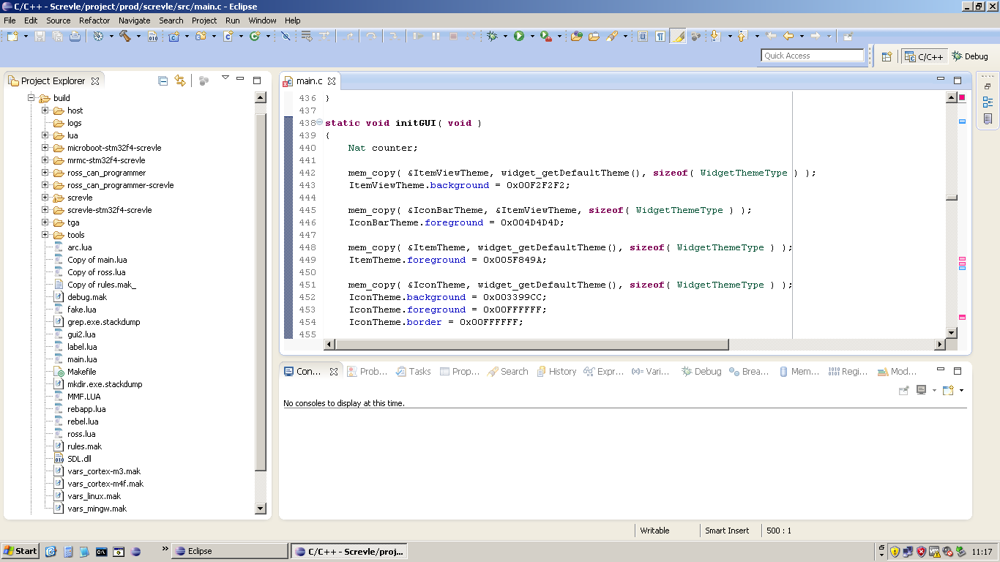 C/C++ - Screvle/project/prod/screvle/src/main.c - Eclipse
File Edit Source Refactor Navigate Search Project Run Window Help
Quick Access
C/C++ Debug
Project Explorer
build
host
logs
lua
microboot-stm32f4-screvle
mrmc-stm32f4-screvle
ross_can_programmer
ross_can_programmer-screvle
screvle
screvle-stm32f4-screvle
tga
tools
arc.lua
Copy of main.lua
Copy of ross.lua
Copy of rules.mak_
debug.mak
fake.lua
grep.exe.stackdump
gui2.lua
label.lua
main.lua
Makefile
mkdir.exe.stackdump
MMF.LUA
rebapp.lua
rebel.lua
ross.lua
rules.mak
SDL.dll
vars_cortex-m3.mak
vars_cortex-m4f.mak
vars_linux.mak
vars_mingw.mak
main.c
436 }
437
438 static void initGUI( void )
439 {
440 Nat counter;
441
442 mem_copy( &ItemViewTheme, widget_getDefaultTheme(), sizeof( WidgetThemeType ) );
443 ItemViewTheme.background = 0x00F2F2F2;
444
445 mem_copy( &IconBarTheme, &ItemViewTheme, sizeof( WidgetThemeType ) );
446 IconBarTheme.foreground = 0x004D4D4D;
447
448 mem_copy( &ItemTheme, widget_getDefaultTheme(), sizeof( WidgetThemeType ) );
449 ItemTheme.foreground = 0x005F849A;
450
451 mem_copy( &IconTheme, widget_getDefaultTheme(), sizeof( WidgetThemeType ) );
452 IconTheme.background = 0x003399CC;
453 IconTheme.foreground = 0x00FFFFFF;
454 IconTheme.border = 0x00FFFFFF;
455
Con... Prob... Tasks Prop... Search History Expr... (x)= Vari... Debug Brea... Mem... Regi... Mod...
No consoles to display at this time.
Writable Smart Insert 500 : 1
Start » Eclipse C/C++ - Screvle/proj... 11:17